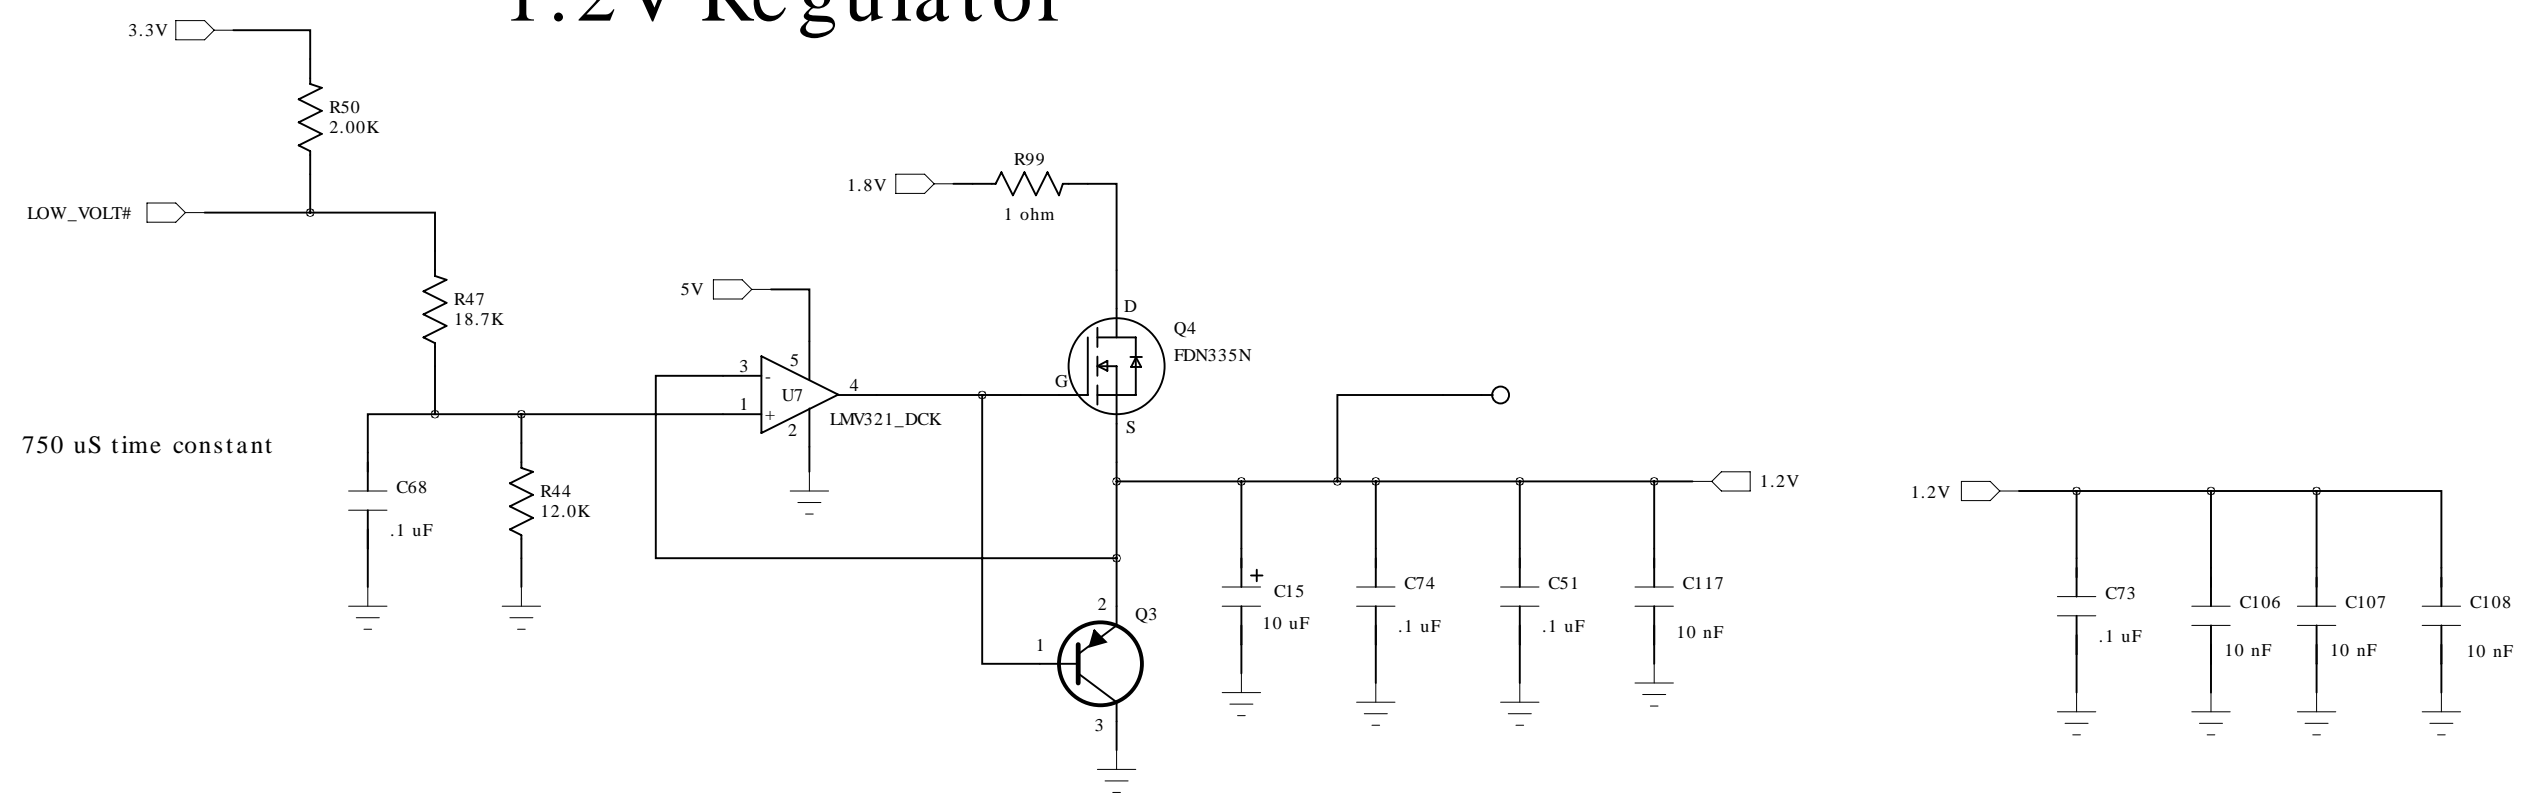 1.2V Regulator
3.3V
R50
2.00K
LOW_VOLT#
R47
18.7K
750 uS time constant
C68
.1 uF
R44
12.0K
1.8V
R99
1 ohm
5V
3
-
5
U7
4
1
+
2
LMV321_DCK
D
Q4
FDN335N
G
S
1.2V
2
Q3
1
3
+
C15
10 uF
C74
.1 uF
C51
.1 uF
C117
10 nF
1.2V
C73
.1 uF
C106
10 nF
C107
10 nF
C108
10 nF